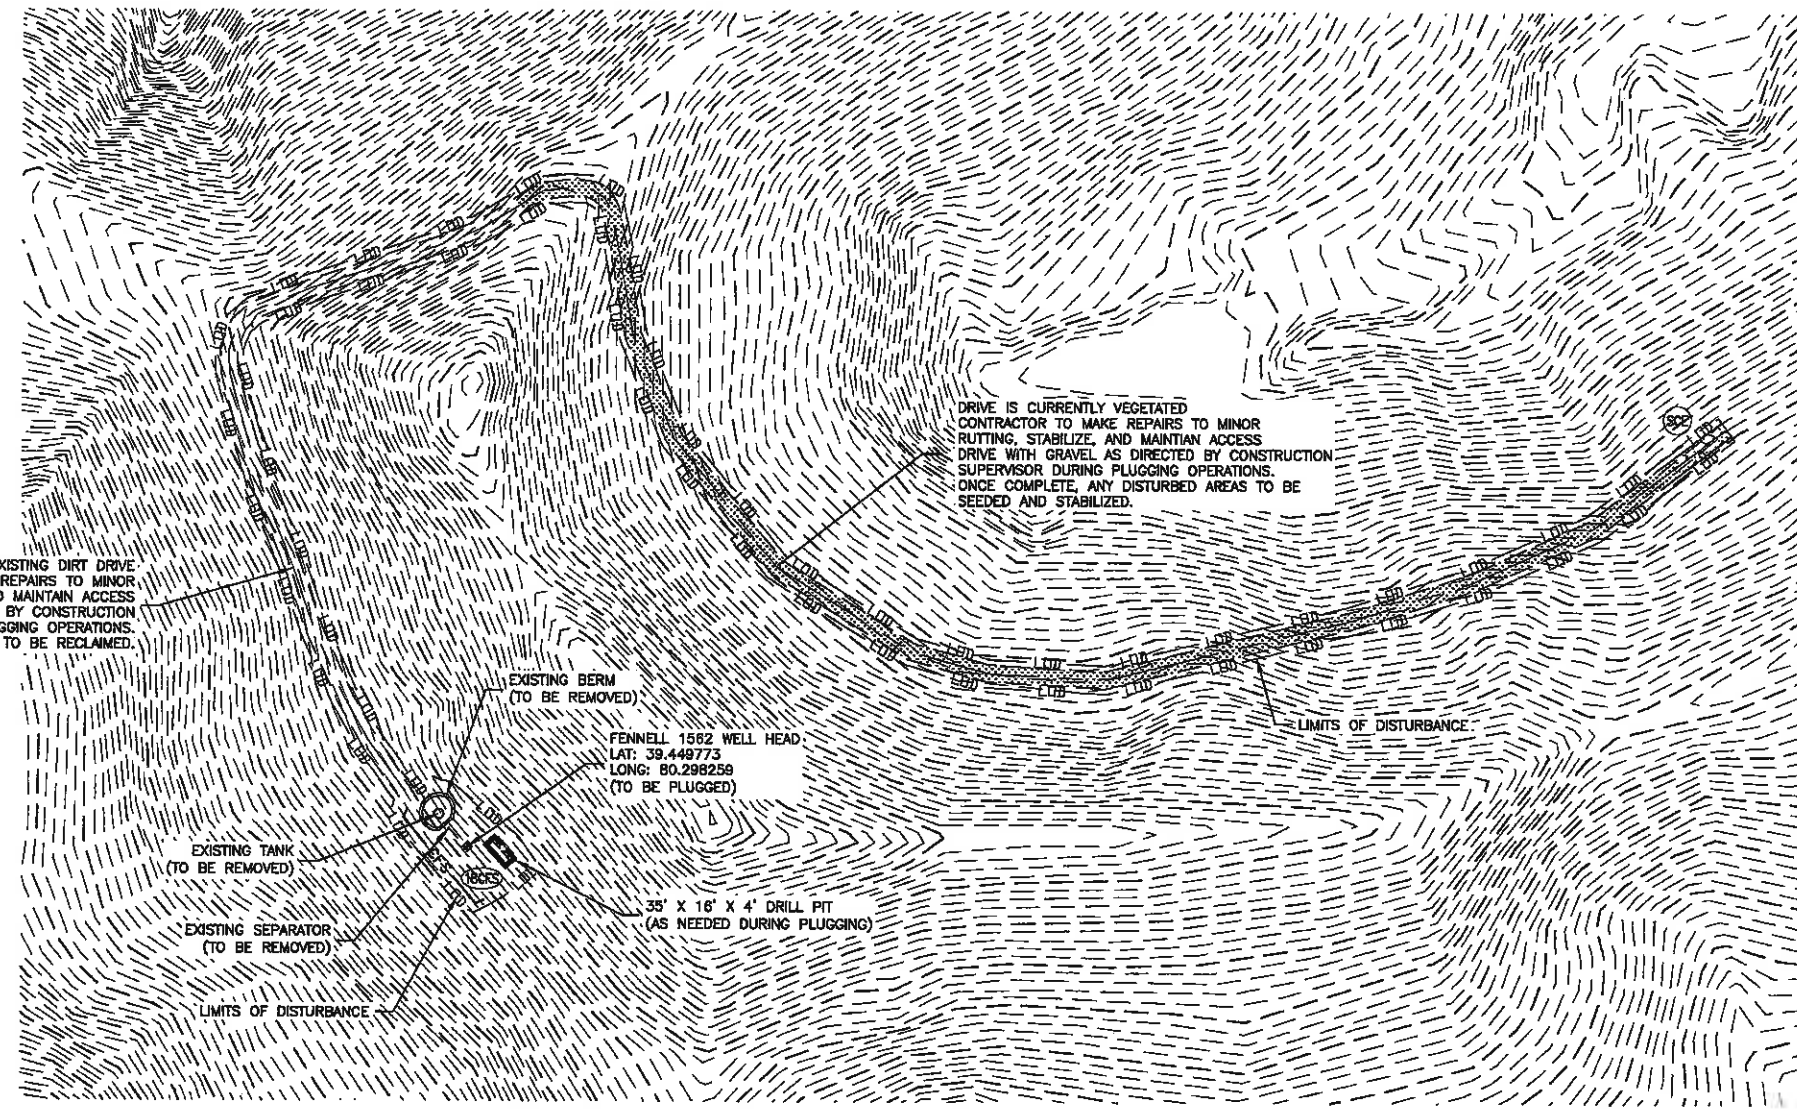 DRIVE IS CURRENTLY VEGETATED
CONTRACTOR TO MAKE REPAIRS TO MINOR
RUTTING, STABILIZE, AND MAINTIAN ACCESS
DRIVE WITH GRAVEL AS DIRECTED BY CONSTRUCTION
SUPERVISOR DURING PLUGGING OPERATIONS.
ONCE COMPLETE, ANY DISTURBED AREAS TO BE
SEEDED AND STABILIZED.
SCE
XISTING DIRT DRIVE
REPAIRS TO MINOR
MAINTAIN ACCESS
BY CONSTRUCTION
GGING OPERATIONS.
TO BE RECLAIMED.
EXISTING BERM
(TO BE REMOVED)
FENNELL 1562 WELL HEAD
LAT: 39.449773
LONG: 80.298259
(TO BE PLUGGED)
LIMITS OF DISTURBANCE
EXISTING TANK
(TO BE REMOVED)
EXISTING SEPARATOR
(TO BE REMOVED)
35' X 16' X 4' DRILL PIT
(AS NEEDED DURING PLUGGING)
LIMITS OF DISTURBANCE
LOD